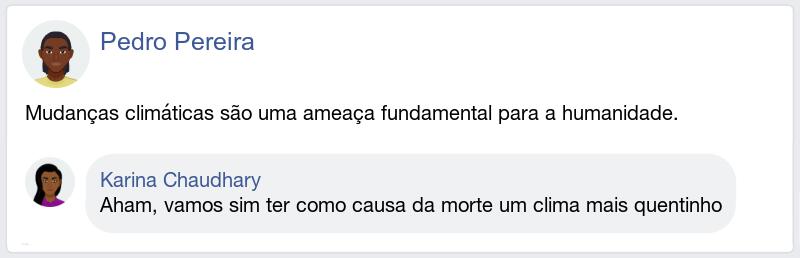 Pedro Pereira
Mudanças climáticas são uma ameaça fundamental para a humanidade.
Karina Chaudhary
Aham, vamos sim ter como causa da morte um clima mais quentinho